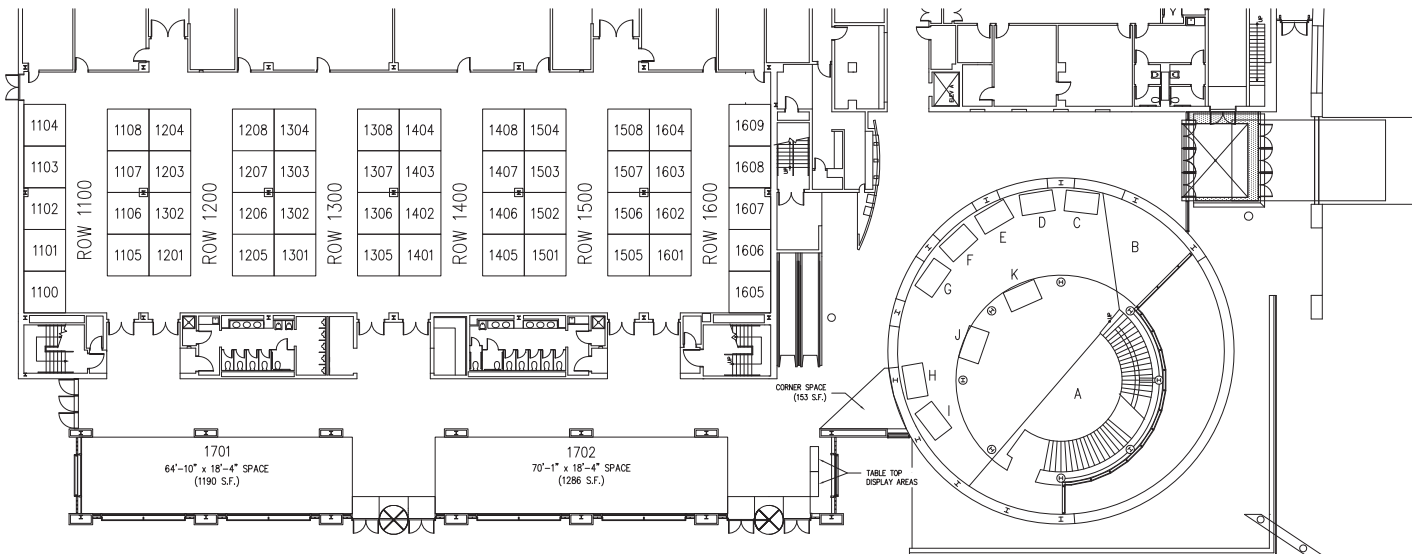 1104
1103
1102
1101
1100
ROW 1100
1108 1204
1107 1203
1106 1302
1105 1201
ROW 1200
1208 1304
1207 1303
1206 1302
1205 1301
ROW 1300
1308 1404
1307 1403
1306 1402
1305 1401
ROW 1400
1408 1504
1407 1503
1406 1502
1405 1501
ROW 1500
1508 1604
1507 1603
1506 1602
1505 1601
ROW 1600
1609
1608
1607
1606
1605
1701
64'-10" x 18'-4" SPACE
(1190 S.F.)
1702
70'-1" x 18'-4" SPACE
(1286 S.F.)
TABLE TOP
DISPLAY AREAS
CORNER SPACE
(153 S.F.)
A
B
C
D
E
F
G
H
I
J
K
UP
UP